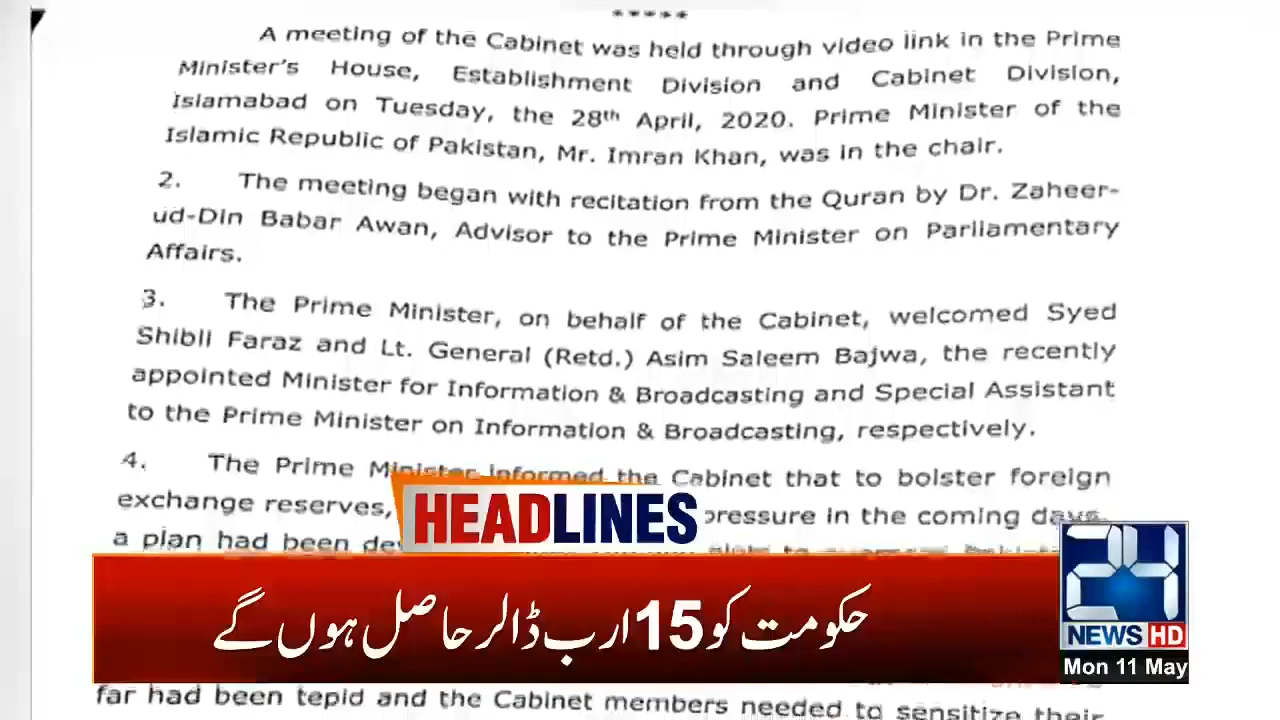 *****
A meeting of the Cabinet was held through video link in the Prime
Minister's House, Establishment Division and Cabinet Division,
Islamabad on Tuesday, the 28th April, 2020. Prime Minister of the
Islamic Republic of Pakistan, Mr. Imran Khan, was in the chair.
2. The meeting began with recitation from the Quran by Dr. Zaheer-
ud-Din Babar Awan, Advisor to the Prime Minister on Parliamentary
Affairs.
3. The Prime Minister, on behalf of the Cabinet, welcomed Syed
Shibli Faraz and Lt. General (Retd.) Asim Saleem Bajwa, the recently
appointed Minister for Information & Broadcasting and Special Assistant
to the Prime Minister on Information & Broadcasting, respectively.
4. The Prime Minister informed the Cabinet that to bolster foreign
exchange reserves, pressure in the coming days,
a plan had been
HEADLINES
حکومت کو 15 ارب ڈالر حاصل ہوں گے
24
NEWS HD
Mon 11 May
far had been tepid and the Cabinet members needed to sensitize their